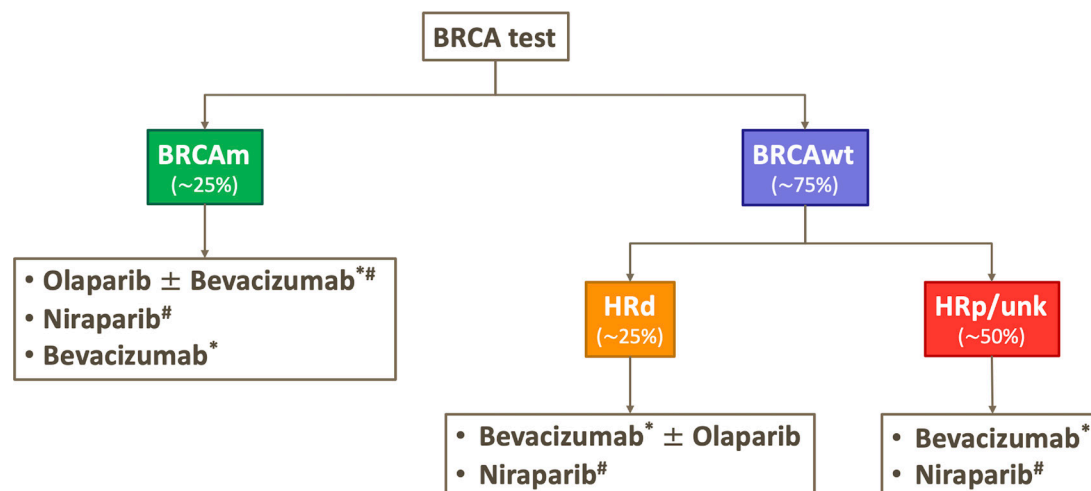 BRCA test
BRCAm
(~25%)
BRCAwt
(~75%)
• Olaparib ± Bevacizumab*#
• Niraparib#
• Bevacizumab*
HRd
(~25%)
HRp/unk
(~50%)
• Bevacizumab* ± Olaparib
• Niraparib#
• Bevacizumab*
• Niraparib#